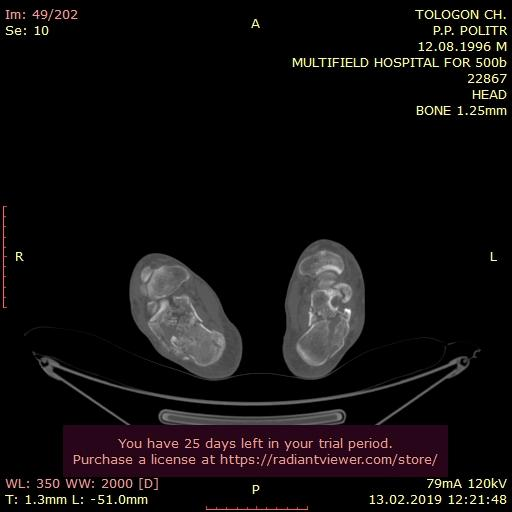 Im: 49/202
Se: 10
A
TOLOGON CH.
P.P. POLITR
12.08.1996 M
MULTIFIELD HOSPITAL FOR 500b
22867
HEAD
BONE 1.25mm
R
L
You have 25 days left in your trial period.
Purchase a license at https://radiantviewer.com/store/
WL: 350 WW: 2000 [D]
T: 1.3mm L: -51.0mm
P
79mA 120kV
13.02.2019 12:21:48